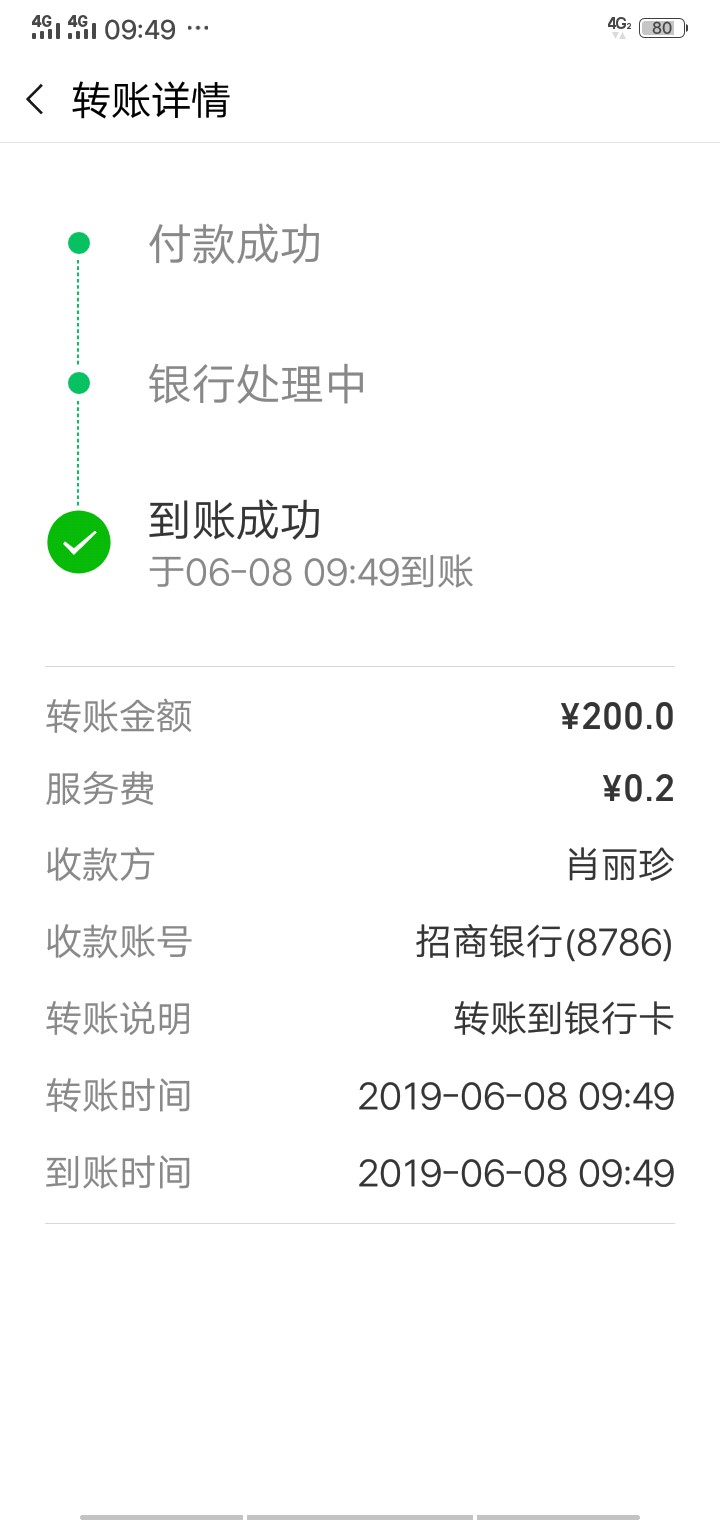 4G 4G 09:49 ··· 4G2 80
转账详情
付款成功
银行处理中
到账成功
于06-08 09:49到账
转账金额 ¥200.0
服务费 ¥0.2
收款方 肖丽珍
收款账号 招商银行(8786)
转账说明 转账到银行卡
转账时间 2019-06-08 09:49
到账时间 2019-06-08 09:49